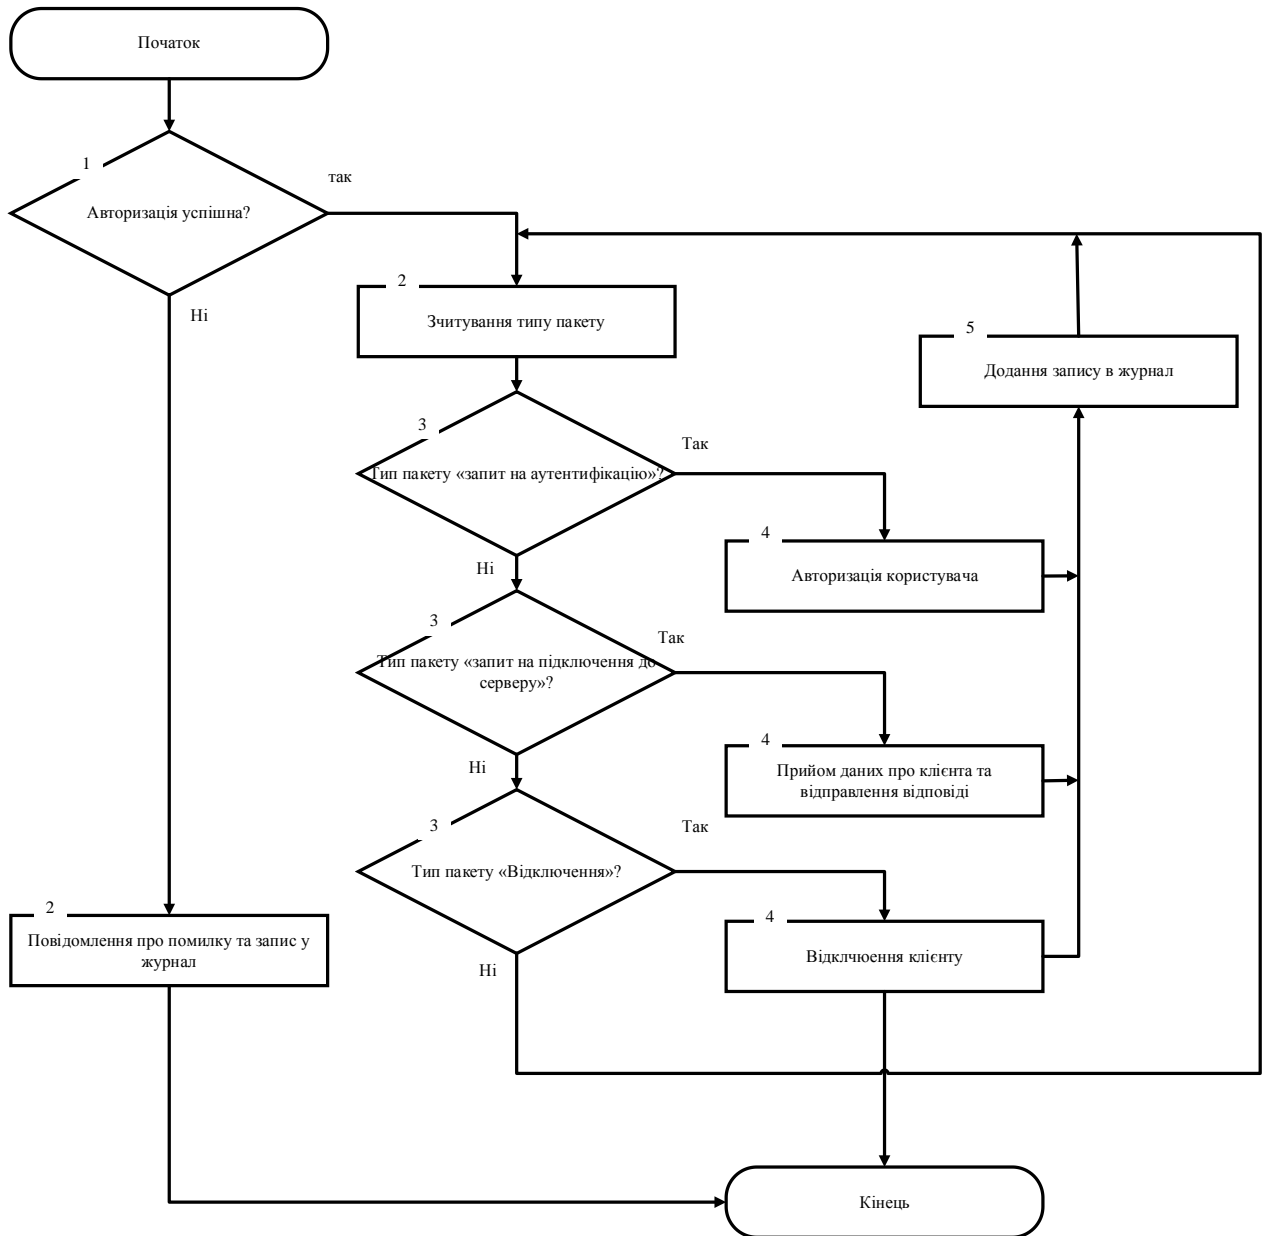 Початок
1
так
Авторизація успішна?
Ні
2
Зчитування типу пакету
5
Додання запису в журнал
3
Так
Тип пакету «запит на аутентифікацію»?
4
Ні
Авторизація користувача
3
Так
Тип пакету «запит на підключення до
серверу»?
4
Ні
Прийом даних про клієнта та
відправлення відповіді
3
Так
Тип пакету «Відключення»?
2
4
Повідомлення про помилку та запис у
журнал
Відклчюення клієнту
Ні
Кінець